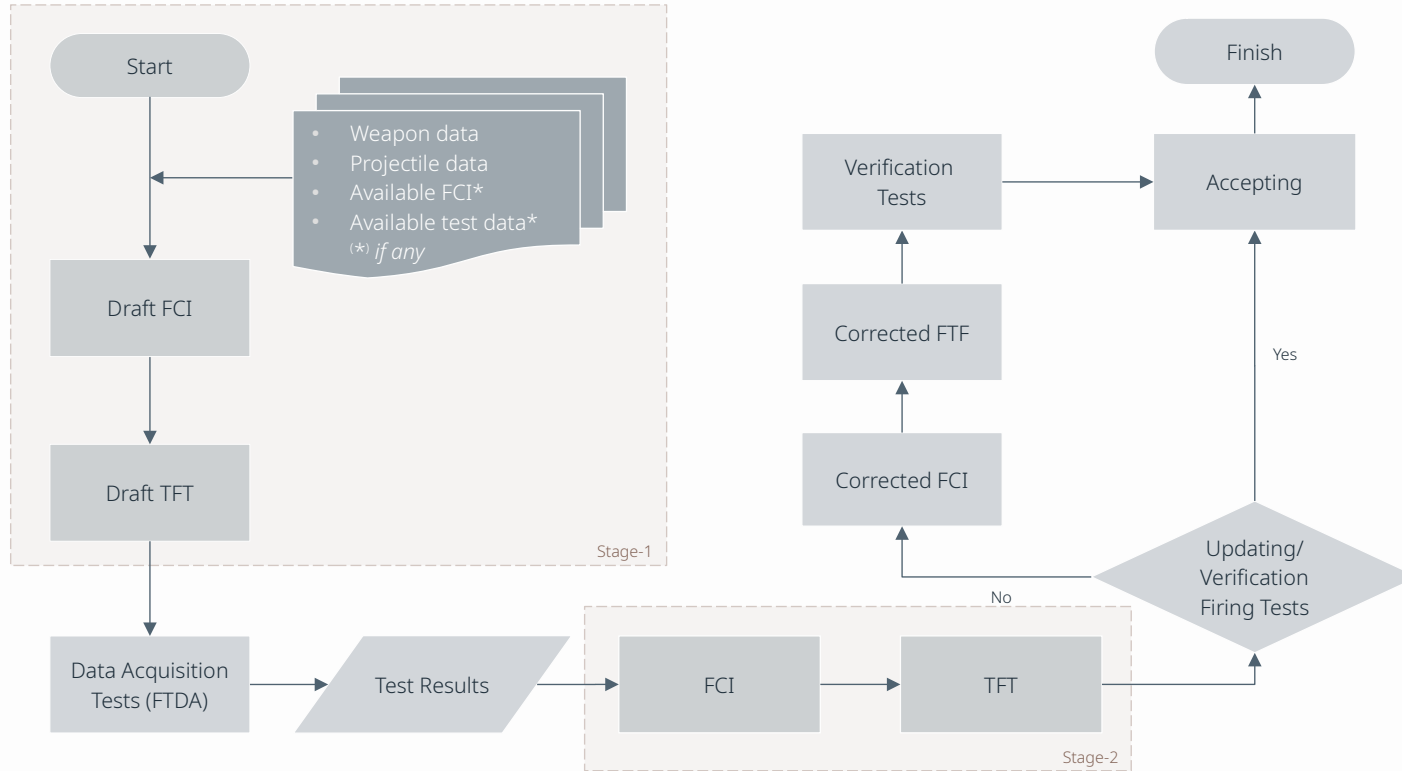 Start
• Weapon data
• Projectile data
• Available FCI*
• Available test data*
(*) if any
Draft FCI
Draft TFT
Stage-1
Data Acquisition
Tests (FTDA)
Test Results
FCI
TFT
Stage-2
Updating/
Verification
Firing Tests
No
Yes
Corrected FCI
Corrected FTF
Verification
Tests
Accepting
Finish